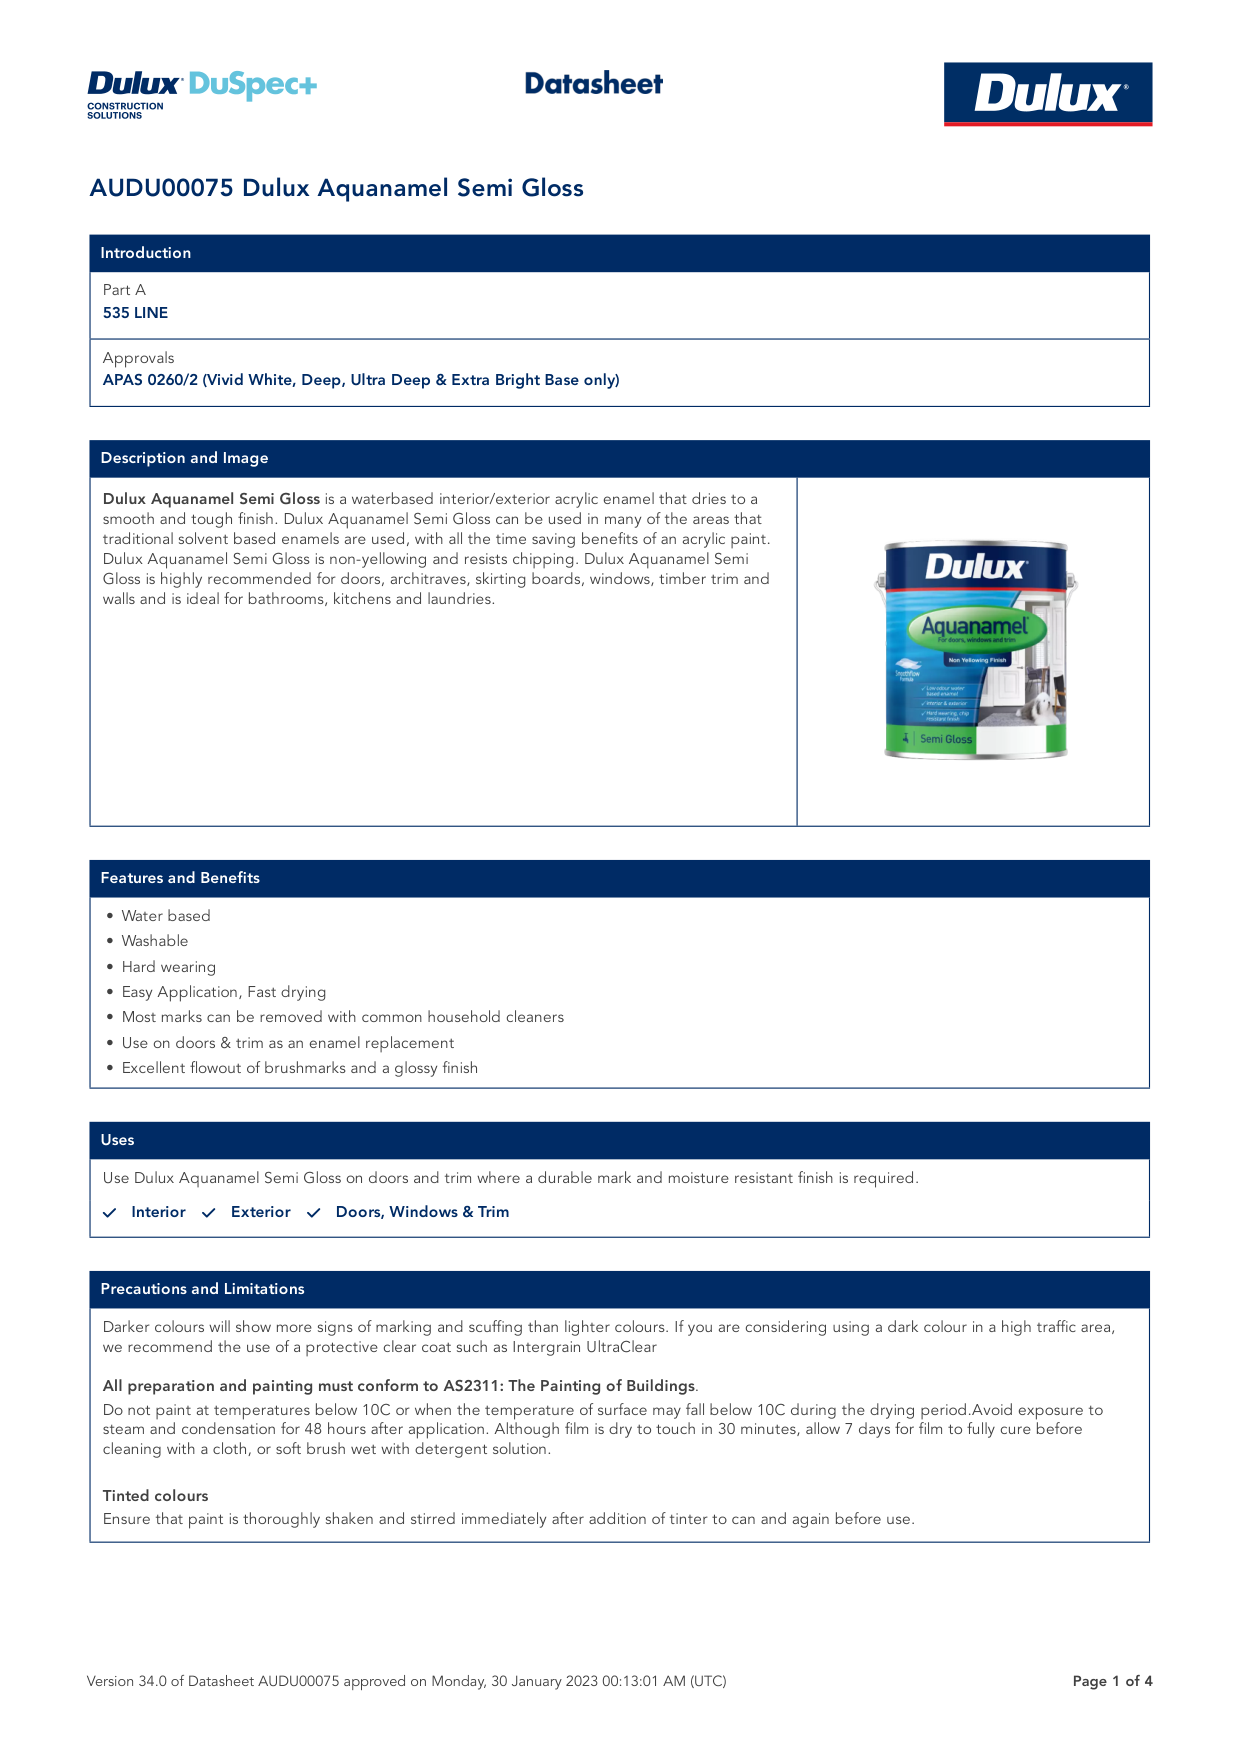 Dulux DuSpec+
CONSTRUCTION
SOLUTIONS
Datasheet
Dulux®
AUDU00075 Dulux Aquanamel Semi Gloss
Introduction
Part A
535 LINE
Approvals
APAS 0260/2 (Vivid White, Deep, Ultra Deep & Extra Bright Base only)
Description and Image
Dulux Aquanamel Semi Gloss is a waterbased interior/exterior acrylic enamel that dries to a
smooth and tough finish. Dulux Aquanamel Semi Gloss can be used in many of the areas that
traditional solvent based enamels are used, with all the time saving benefits of an acrylic paint.
Dulux Aquanamel Semi Gloss is non-yellowing and resists chipping. Dulux Aquanamel Semi
Gloss is highly recommended for doors, architraves, skirting boards, windows, timber trim and
walls and is ideal for bathrooms, kitchens and laundries.
Dulux
Aquanamel
For doors, windows and trim
Non Yellowing Finish
Smoothflow
Formula
✓ Low odour water
based enamel
✓ Interior & exterior
✓ Hard wearing, chip
resistant finish
Semi Gloss
Features and Benefits
• Water based
• Washable
• Hard wearing
• Easy Application, Fast drying
• Most marks can be removed with common household cleaners
• Use on doors & trim as an enamel replacement
• Excellent flowout of brushmarks and a glossy finish
Uses
Use Dulux Aquanamel Semi Gloss on doors and trim where a durable mark and moisture resistant finish is required.
✓ Interior ✓ Exterior ✓ Doors, Windows & Trim
Precautions and Limitations
Darker colours will show more signs of marking and scuffing than lighter colours. If you are considering using a dark colour in a high traffic area,
we recommend the use of a protective clear coat such as Intergrain UltraClear
All preparation and painting must conform to AS2311: The Painting of Buildings.
Do not paint at temperatures below 10C or when the temperature of surface may fall below 10C during the drying period.Avoid exposure to
steam and condensation for 48 hours after application. Although film is dry to touch in 30 minutes, allow 7 days for film to fully cure before
cleaning with a cloth, or soft brush wet with detergent solution.
Tinted colours
Ensure that paint is thoroughly shaken and stirred immediately after addition of tinter to can and again before use.
Version 34.0 of Datasheet AUDU00075 approved on Monday, 30 January 2023 00:13:01 AM (UTC)
Page 1 of 4